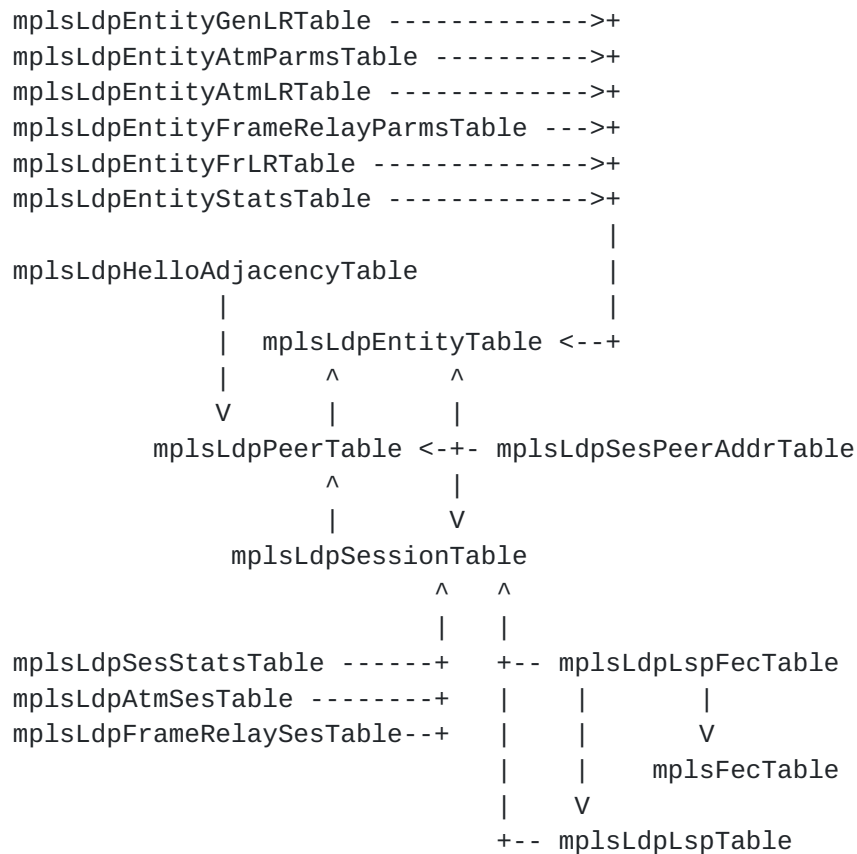 mplsLdpEntityGenLRTable ------------->+
mplsLdpEntityAtmParmsTable ---------->+
mplsLdpEntityAtmLRTable ------------->+
mplsLdpEntityFrameRelayParmsTable --->+
mplsLdpEntityFrLRTable -------------->+
mplsLdpEntityStatsTable ------------->+
|
mplsLdpHelloAdjacencyTable |
| |
| mplsLdpEntityTable <--+
| ^ ^
V | |
mplsLdpPeerTable <-+- mplsLdpSesPeerAddrTable
^ |
| V
mplsLdpSessionTable
^ ^
| |
mplsLdpSesStatsTable ------+ +-- mplsLdpLspFecTable
mplsLdpAtmSesTable --------+ | | |
mplsLdpFrameRelaySesTable--+ | | V
| | mplsFecTable
| V
+-- mplsLdpLspTable